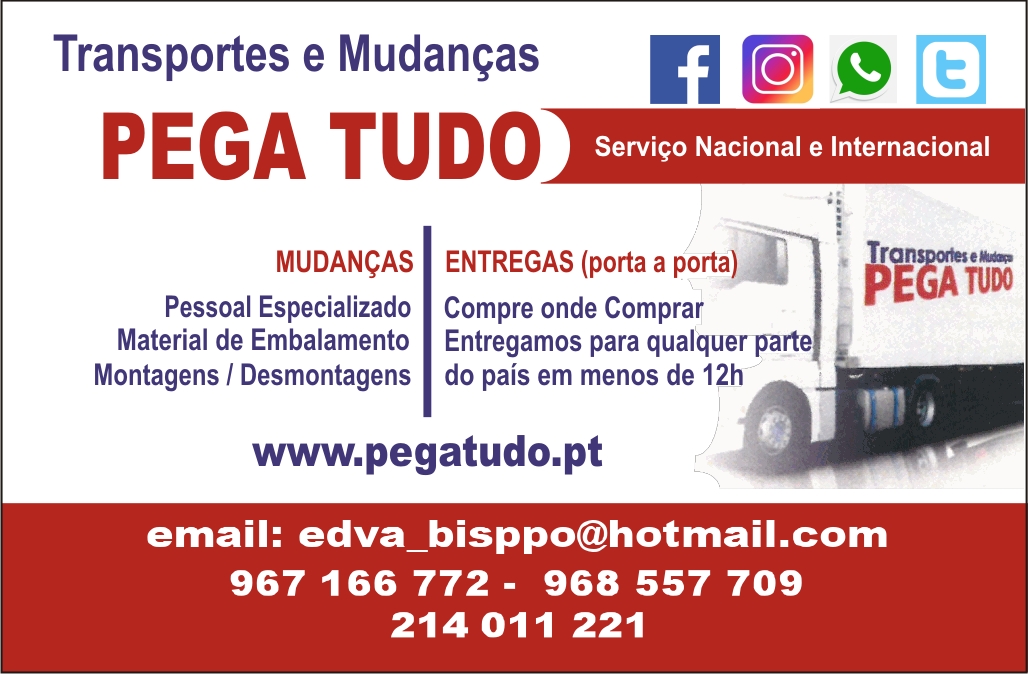 Transportes e Mudanças
PEGA TUDO
Serviço Nacional e Internacional
MUDANÇAS
Pessoal Especializado
Material de Embalamento
Montagens / Desmontagens
ENTREGAS (porta a porta)
Compre onde Comprar
Entregamos para qualquer parte
do país em menos de 12h
Transportes e Mudanças
PEGA TUDO
www.pegatudo.pt
email: edva_bisppo@hotmail.com
967 166 772 - 968 557 709
214 011 221